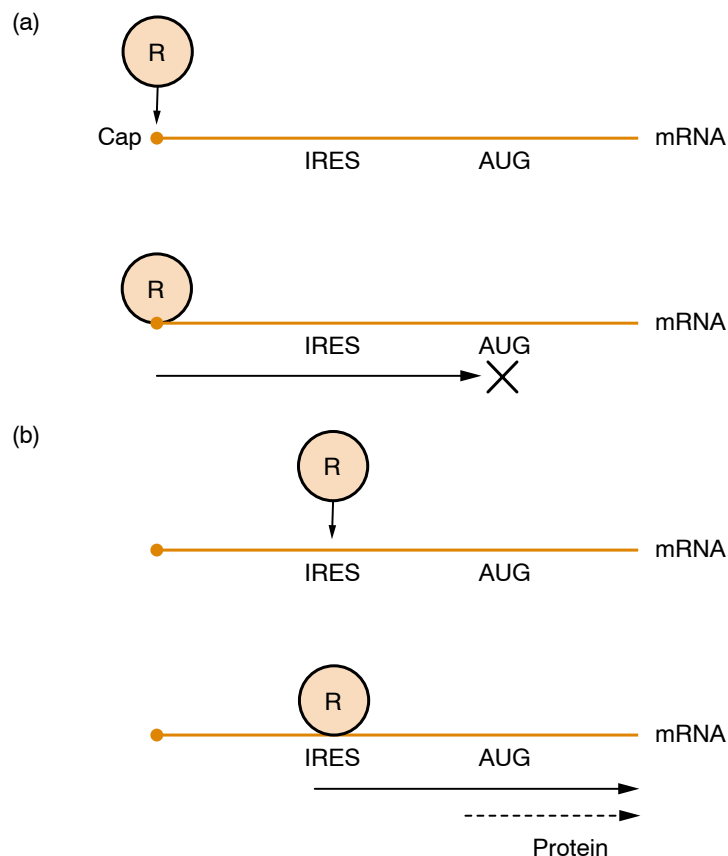 (a)
R
Cap mRNA
IRES AUG
R
mRNA
IRES AUG
(b)
R
mRNA
IRES AUG
R
mRNA
IRES AUG
Protein